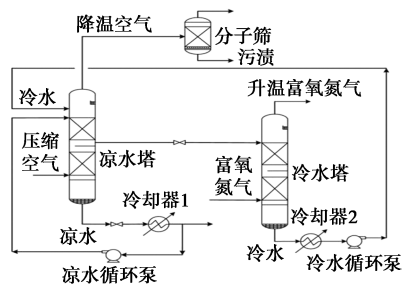 降温空气
分子筛
污渍
升温富氧氮气
冷水
压缩
空气
凉水塔
富氧
氮气
冷水塔
冷却器1
冷却器2
凉水
冷水
冷水循环泵
凉水循环泵